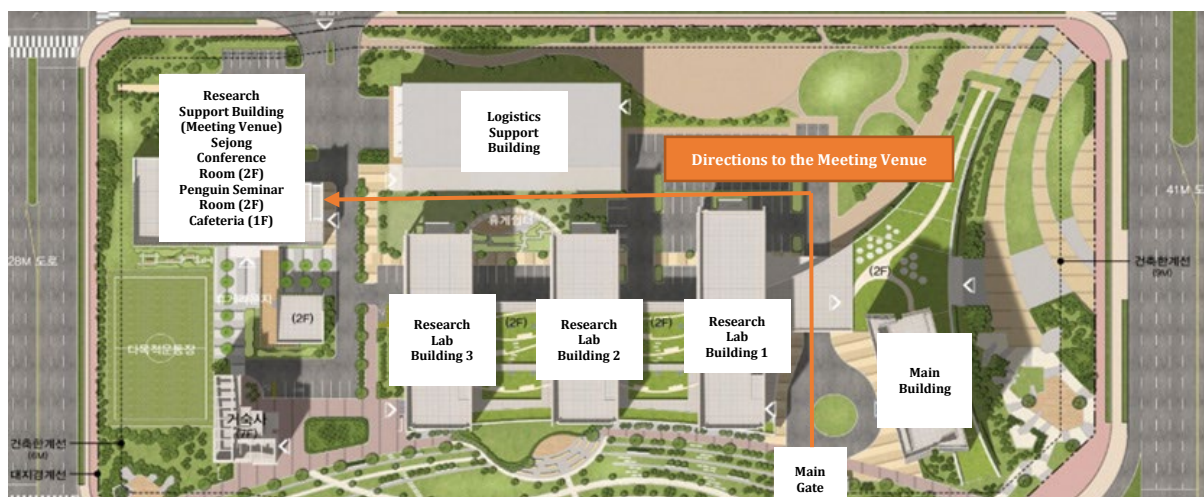 Research
Support Building
(Meeting Venue)
Sejong
Conference
Room (2F)
Penguin Seminar
Room (2F)
Cafeteria (1F)
Logistics
Support
Building
Directions to the Meeting Venue
41M 도
휴게쉼터
28M 도로
(2F)
건축한계선
(9M)
(2F)
다목적운동장
Research
Lab
Building 3
(2F)
Research
Lab
Building 2
(2F)
Research
Lab
Building 1
Main
Building
거숙사
(7F)
건축한계선
(6M)
대지경계선
Main
Gate